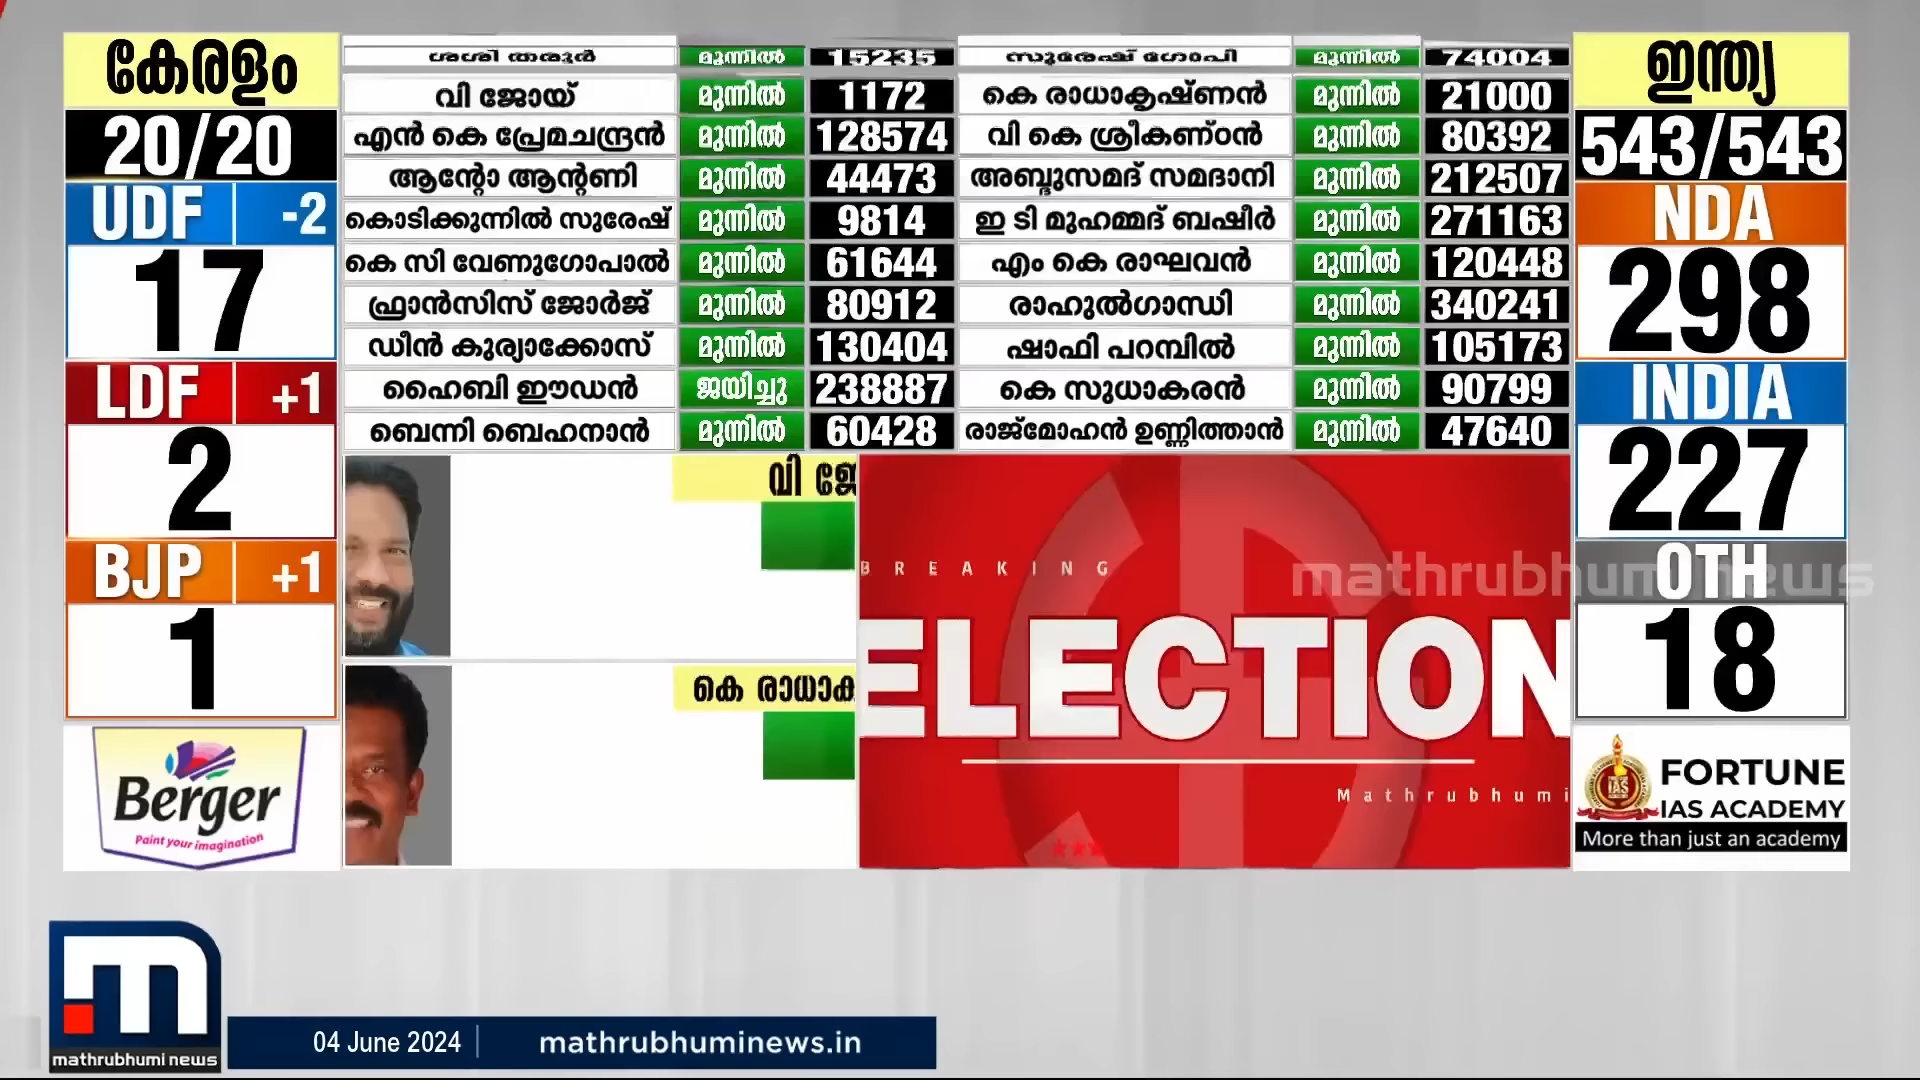 കേരളം
20/20
UDF -2
17
LDF +1
2
BJP +1
1
Berger
Paint your imagination
ശശി തരൂർ മുന്നിൽ 15235
വി ജോയ് മുന്നിൽ 1172
എൻ കെ പ്രേമചന്ദ്രൻ മുന്നിൽ 128574
ആന്റോ ആന്റണി മുന്നിൽ 44473
കൊടിക്കുന്നിൽ സുരേഷ് മുന്നിൽ 9814
കെ സി വേണുഗോപാൽ മുന്നിൽ 61644
ഫ്രാൻസിസ് ജോർജ് മുന്നിൽ 80912
ഡീൻ കുര്യാക്കോസ് മുന്നിൽ 130404
ഹൈബി ഈഡൻ ജയിച്ചു 238887
ബെന്നി ബെഹനാൻ മുന്നിൽ 60428
സുരേഷ് ഗോപി മുന്നിൽ 74004
കെ രാധാകൃഷ്ണൻ മുന്നിൽ 21000
വി കെ ശ്രീകണ്ഠൻ മുന്നിൽ 80392
അബ്ദുസമദ് സമദാനി മുന്നിൽ 212507
ഇ ടി മുഹമ്മദ് ബഷീർ മുന്നിൽ 271163
എം കെ രാഘവൻ മുന്നിൽ 120448
രാഹുൽഗാന്ധി മുന്നിൽ 340241
ഷാഫി പറമ്പിൽ മുന്നിൽ 105173
കെ സുധാകരൻ മുന്നിൽ 90799
രാജ്മോഹൻ ഉണ്ണിത്താൻ മുന്നിൽ 47640
വി ജേ
കെ രാധാക
BREAKING
ELECTION
Mathrubhumi
mathrubhumi news
ഇന്ത്യ
543/543
NDA
298
INDIA
227
OTH
18
FORTUNE
IAS ACADEMY
More than just an academy
mathrubhumi news
04 June 2024
mathrubhuminews.in